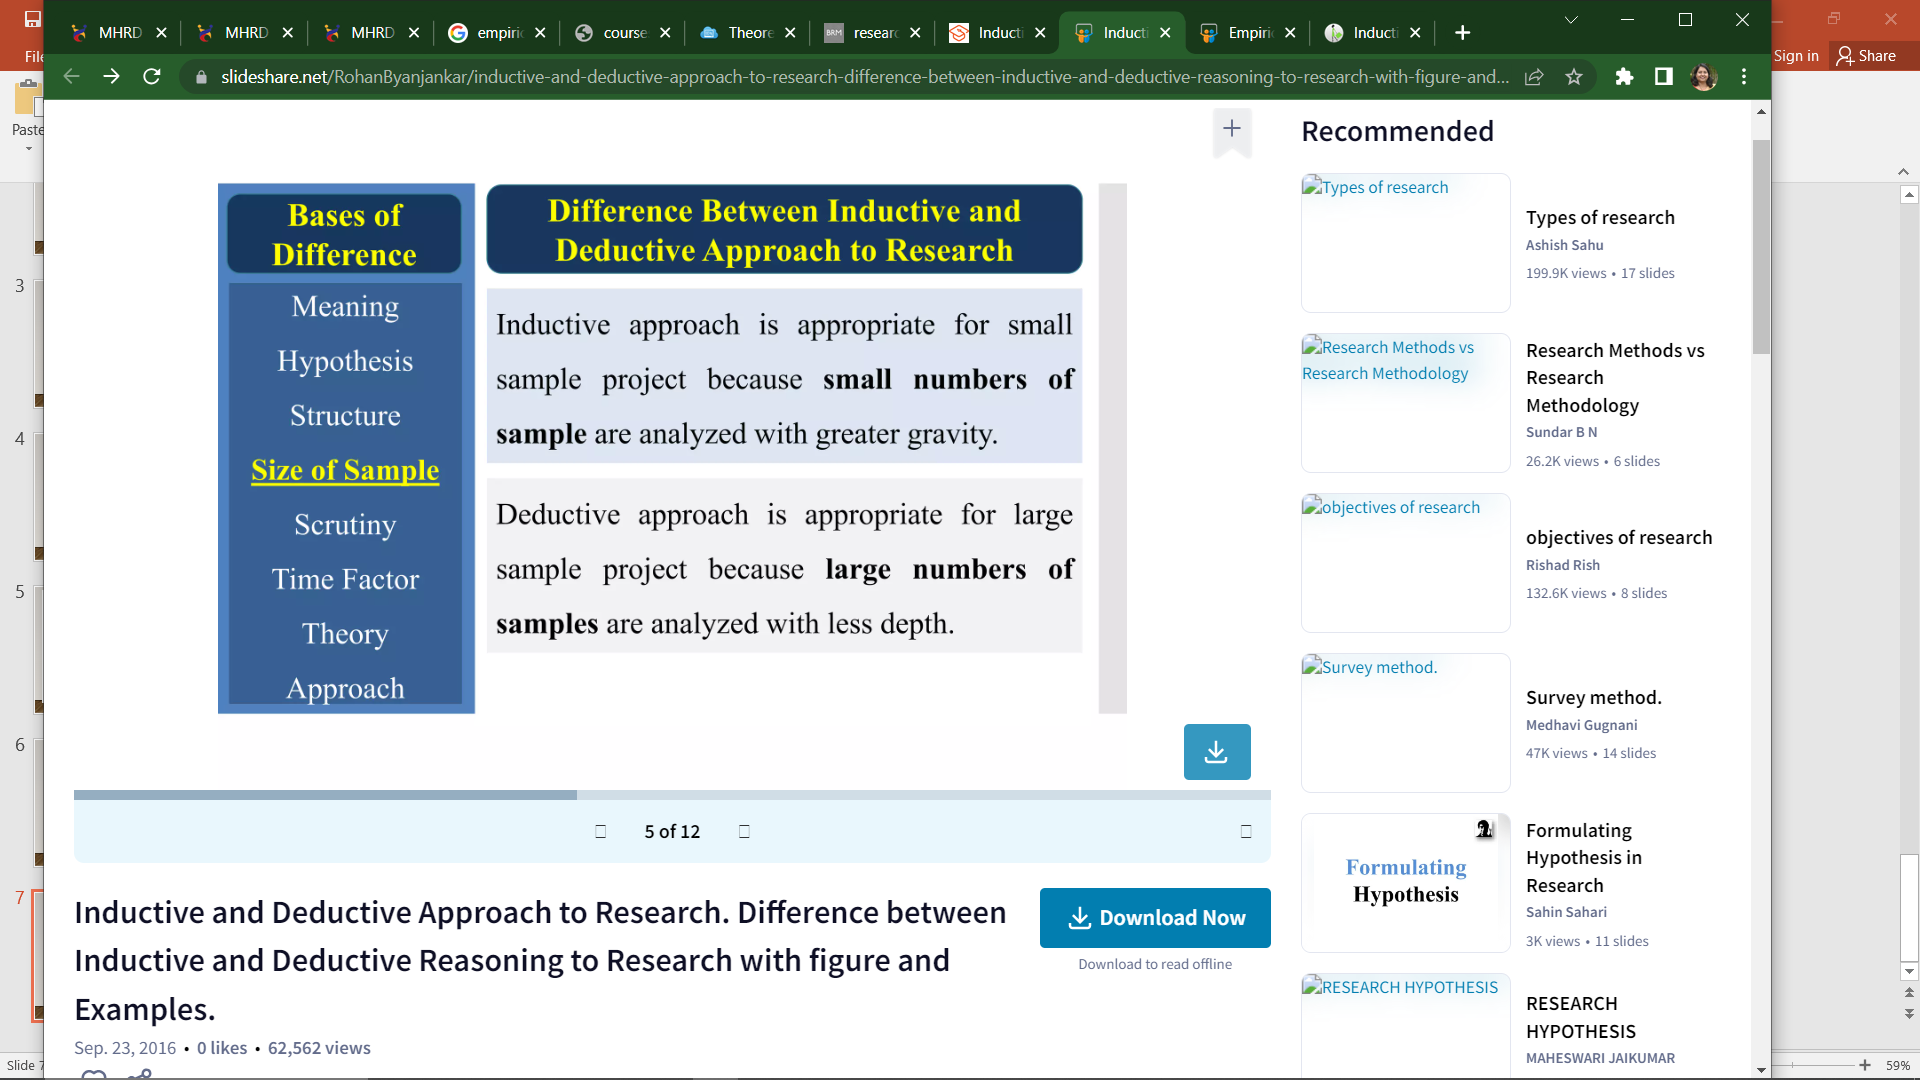 MHRD
MHRD
MHRD
empiric
course
Theore
BRM
researc
Inducti
Inducti
Empiri
Inducti
File
Sign in
Share
slideshare.net/RohanByanjankar/inductive-and-deductive-approach-to-research-difference-between-inductive-and-deductive-reasoning-to-research-with-figure-and...
Paste
3
4
5
6
7
Bases of
Difference
Meaning
Hypothesis
Structure
Size of Sample
Scrutiny
Time Factor
Theory
Approach
Difference Between Inductive and
Deductive Approach to Research
Inductive approach is appropriate for small
sample project because small numbers of
sample are analyzed with greater gravity.
Deductive approach is appropriate for large
sample project because large numbers of
samples are analyzed with less depth.
5 of 12
Inductive and Deductive Approach to Research. Difference between
Inductive and Deductive Reasoning to Research with figure and
Examples.
Sep. 23, 2016 • 0 likes • 62,562 views
Download Now
Download to read offline
Recommended
Types of research
Types of research
Ashish Sahu
199.9K views • 17 slides
Research Methods vs
Research Methodology
Research Methods vs
Research
Methodology
Sundar B N
26.2K views • 6 slides
objectives of research
objectives of research
Rishad Rish
132.6K views • 8 slides
Survey method.
Survey method.
Medhavi Gugnani
47K views • 14 slides
Formulating
Hypothesis
Formulating
Hypothesis in
Research
Sahin Sahari
3K views • 11 slides
RESEARCH HYPOTHESIS
RESEARCH
HYPOTHESIS
MAHESWARI JAIKUMAR
Slide 7
59%